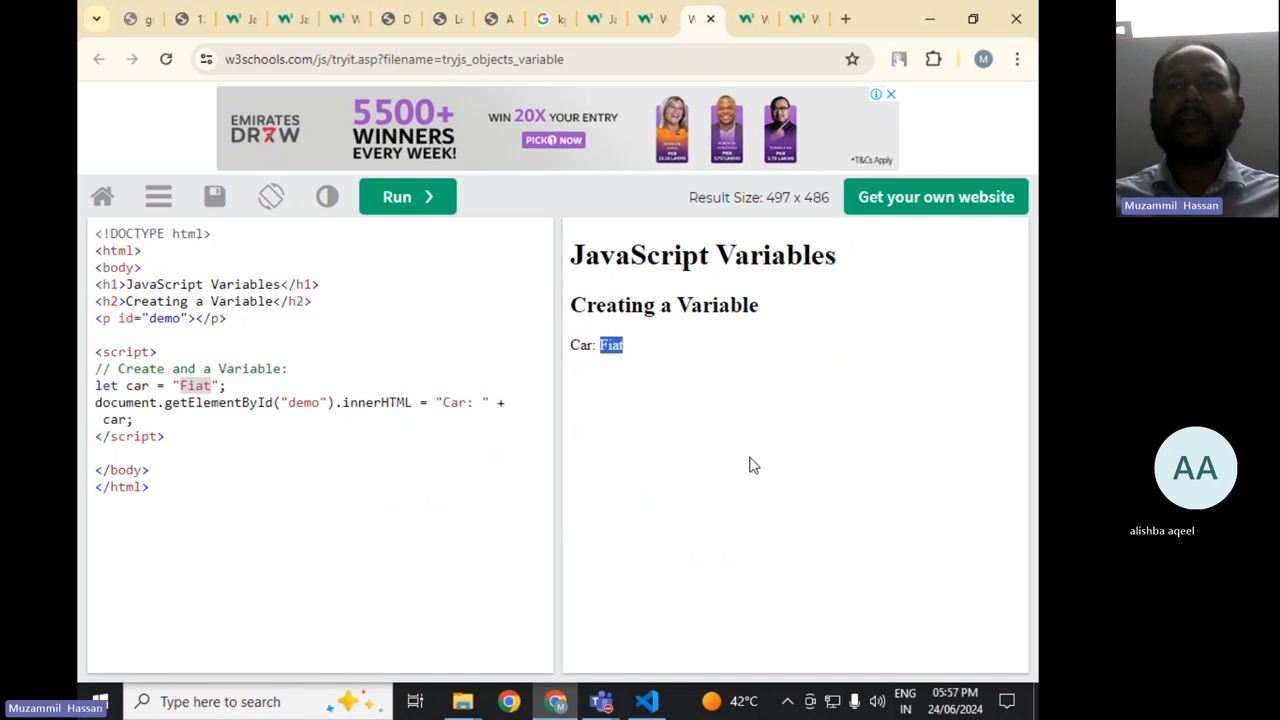 w3schools.com/js/tryit.asp?filename=tryjs_objects_variable
M
EMIRATES
DR7W
5500+
WINNERS
EVERY WEEK!
WIN 20X YOUR ENTRY
PICK1 NOW
*T&Cs Apply
Run ❯
Result Size: 497 x 486
Get your own website
<!DOCTYPE html>
<html>
<body>
<h1>JavaScript Variables</h1>
<h2>Creating a Variable</h2>
<p id="demo"></p>
<script>
// Create and a Variable:
let car = "Fiat";
document.getElementById("demo").innerHTML = "Car: " +
car;
</script>
</body>
</html>
JavaScript Variables
Creating a Variable
Car: Fiat
Muzammil Hassan
AA
alishba aqeel
Muzammil Hassan
Type here to search
42°C
ENG
IN
05:57 PM
24/06/2024